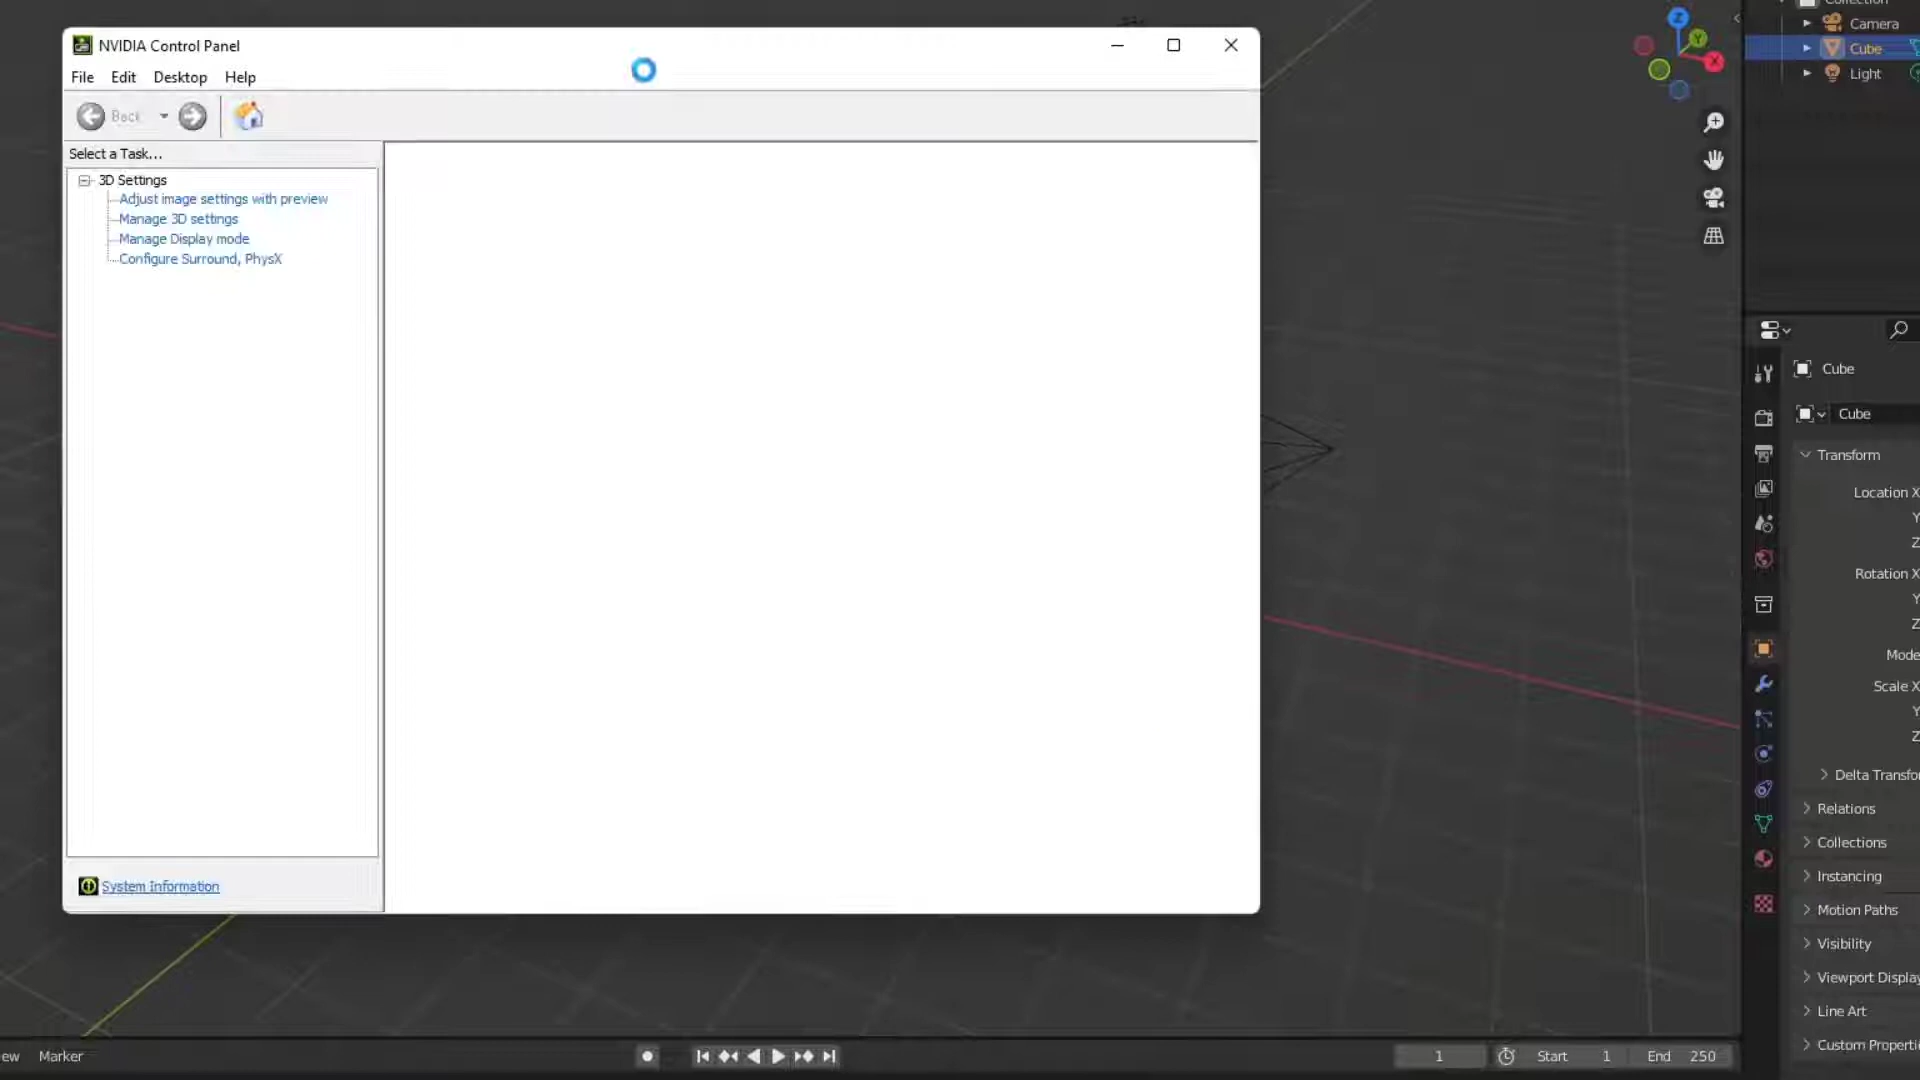 NVIDIA Control Panel
File Edit Desktop Help
Back
Select a Task...
3D Settings
Adjust image settings with preview
Manage 3D settings
Manage Display mode
Configure Surround, PhysX
System Information
Camera
Cube
Light
Z
Y
X
Cube
Cube
Transform
Location X
Y
Z
Rotation X
Y
Z
Mode
Scale X
Y
Z
Delta Transfo
Relations
Collections
Instancing
Motion Paths
Visibility
Viewport Display
Line Art
Custom Properti
ew Marker
1 Start 1 End 250